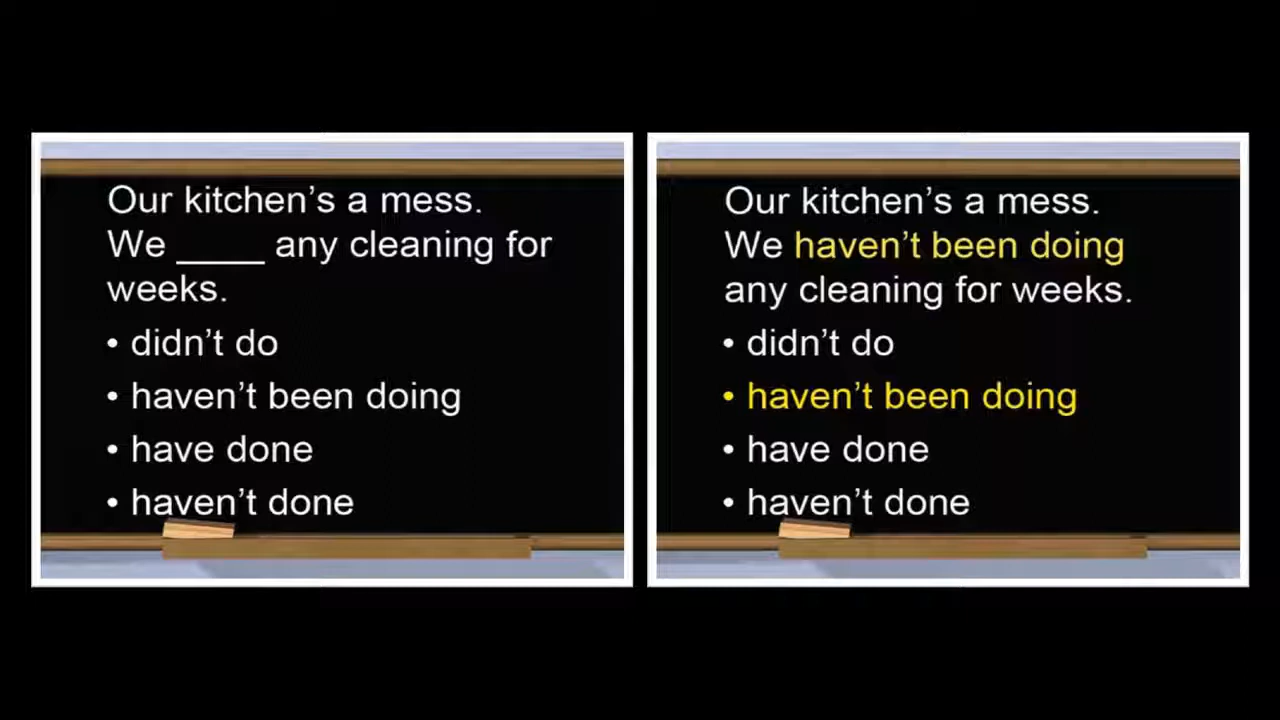 Our kitchen’s a mess.
We ____ any cleaning for
weeks.
• didn’t do
• haven’t been doing
• have done
• haven’t done
Our kitchen’s a mess.
We haven’t been doing
any cleaning for weeks.
• didn’t do
• haven’t been doing
• have done
• haven’t done